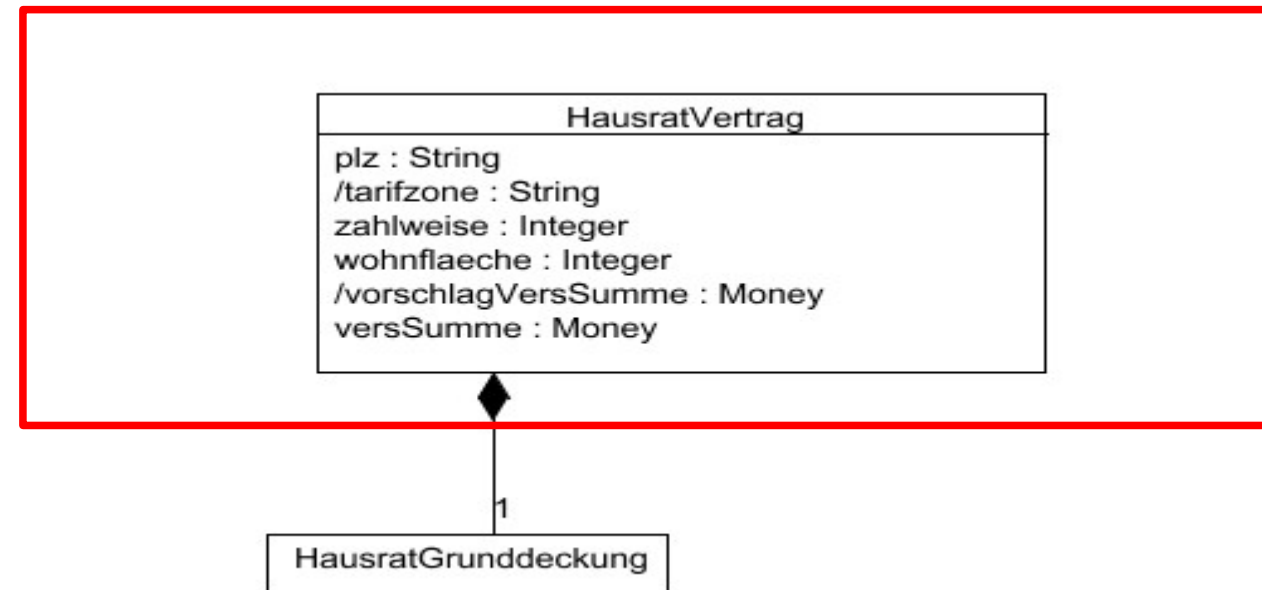 HausratVertrag
plz : String
/tarifzone : String
zahlweise : Integer
wohnflaeche : Integer
/vorschlagVersSumme : Money
versSumme : Money
1
HausratGrunddeckung